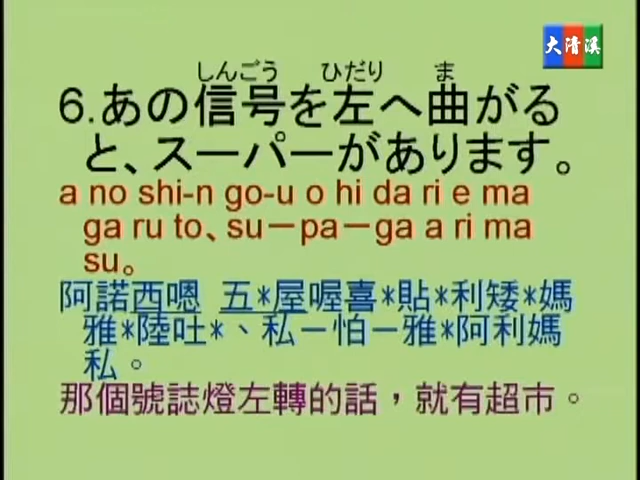 大清溪
しんごう ひだり ま
6.あの信号を左へ曲がる
と、スーパーがあります。
a no shi-n go-u o hi da ri e ma
ga ru to、su－pa－ga a ri ma
su。
阿諾西嗯 五*屋喔喜*貼*利矮*媽
雅*陸吐*、私－怕－雅*阿利媽
私。
那個號誌燈左轉的話，就有超市。